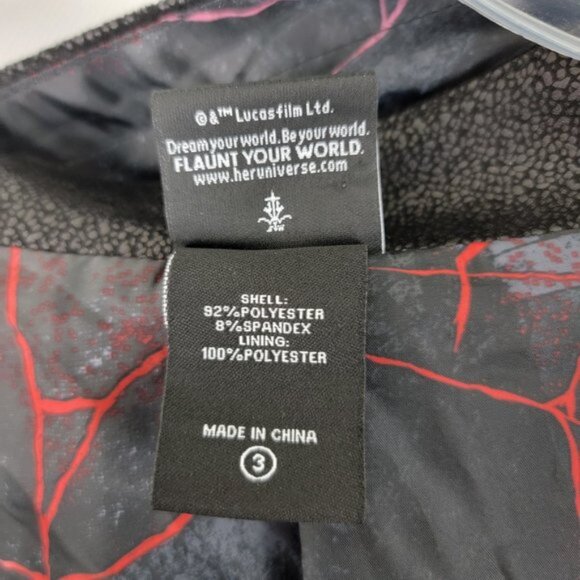 ©&™ Lucasfilm Ltd.
Dream your world. Be your world.
FLAUNT YOUR WORLD.
www.heruniverse.com
SHELL:
92%POLYESTER
8%SPANDEX
LINING:
100%POLYESTER
MADE IN CHINA
3